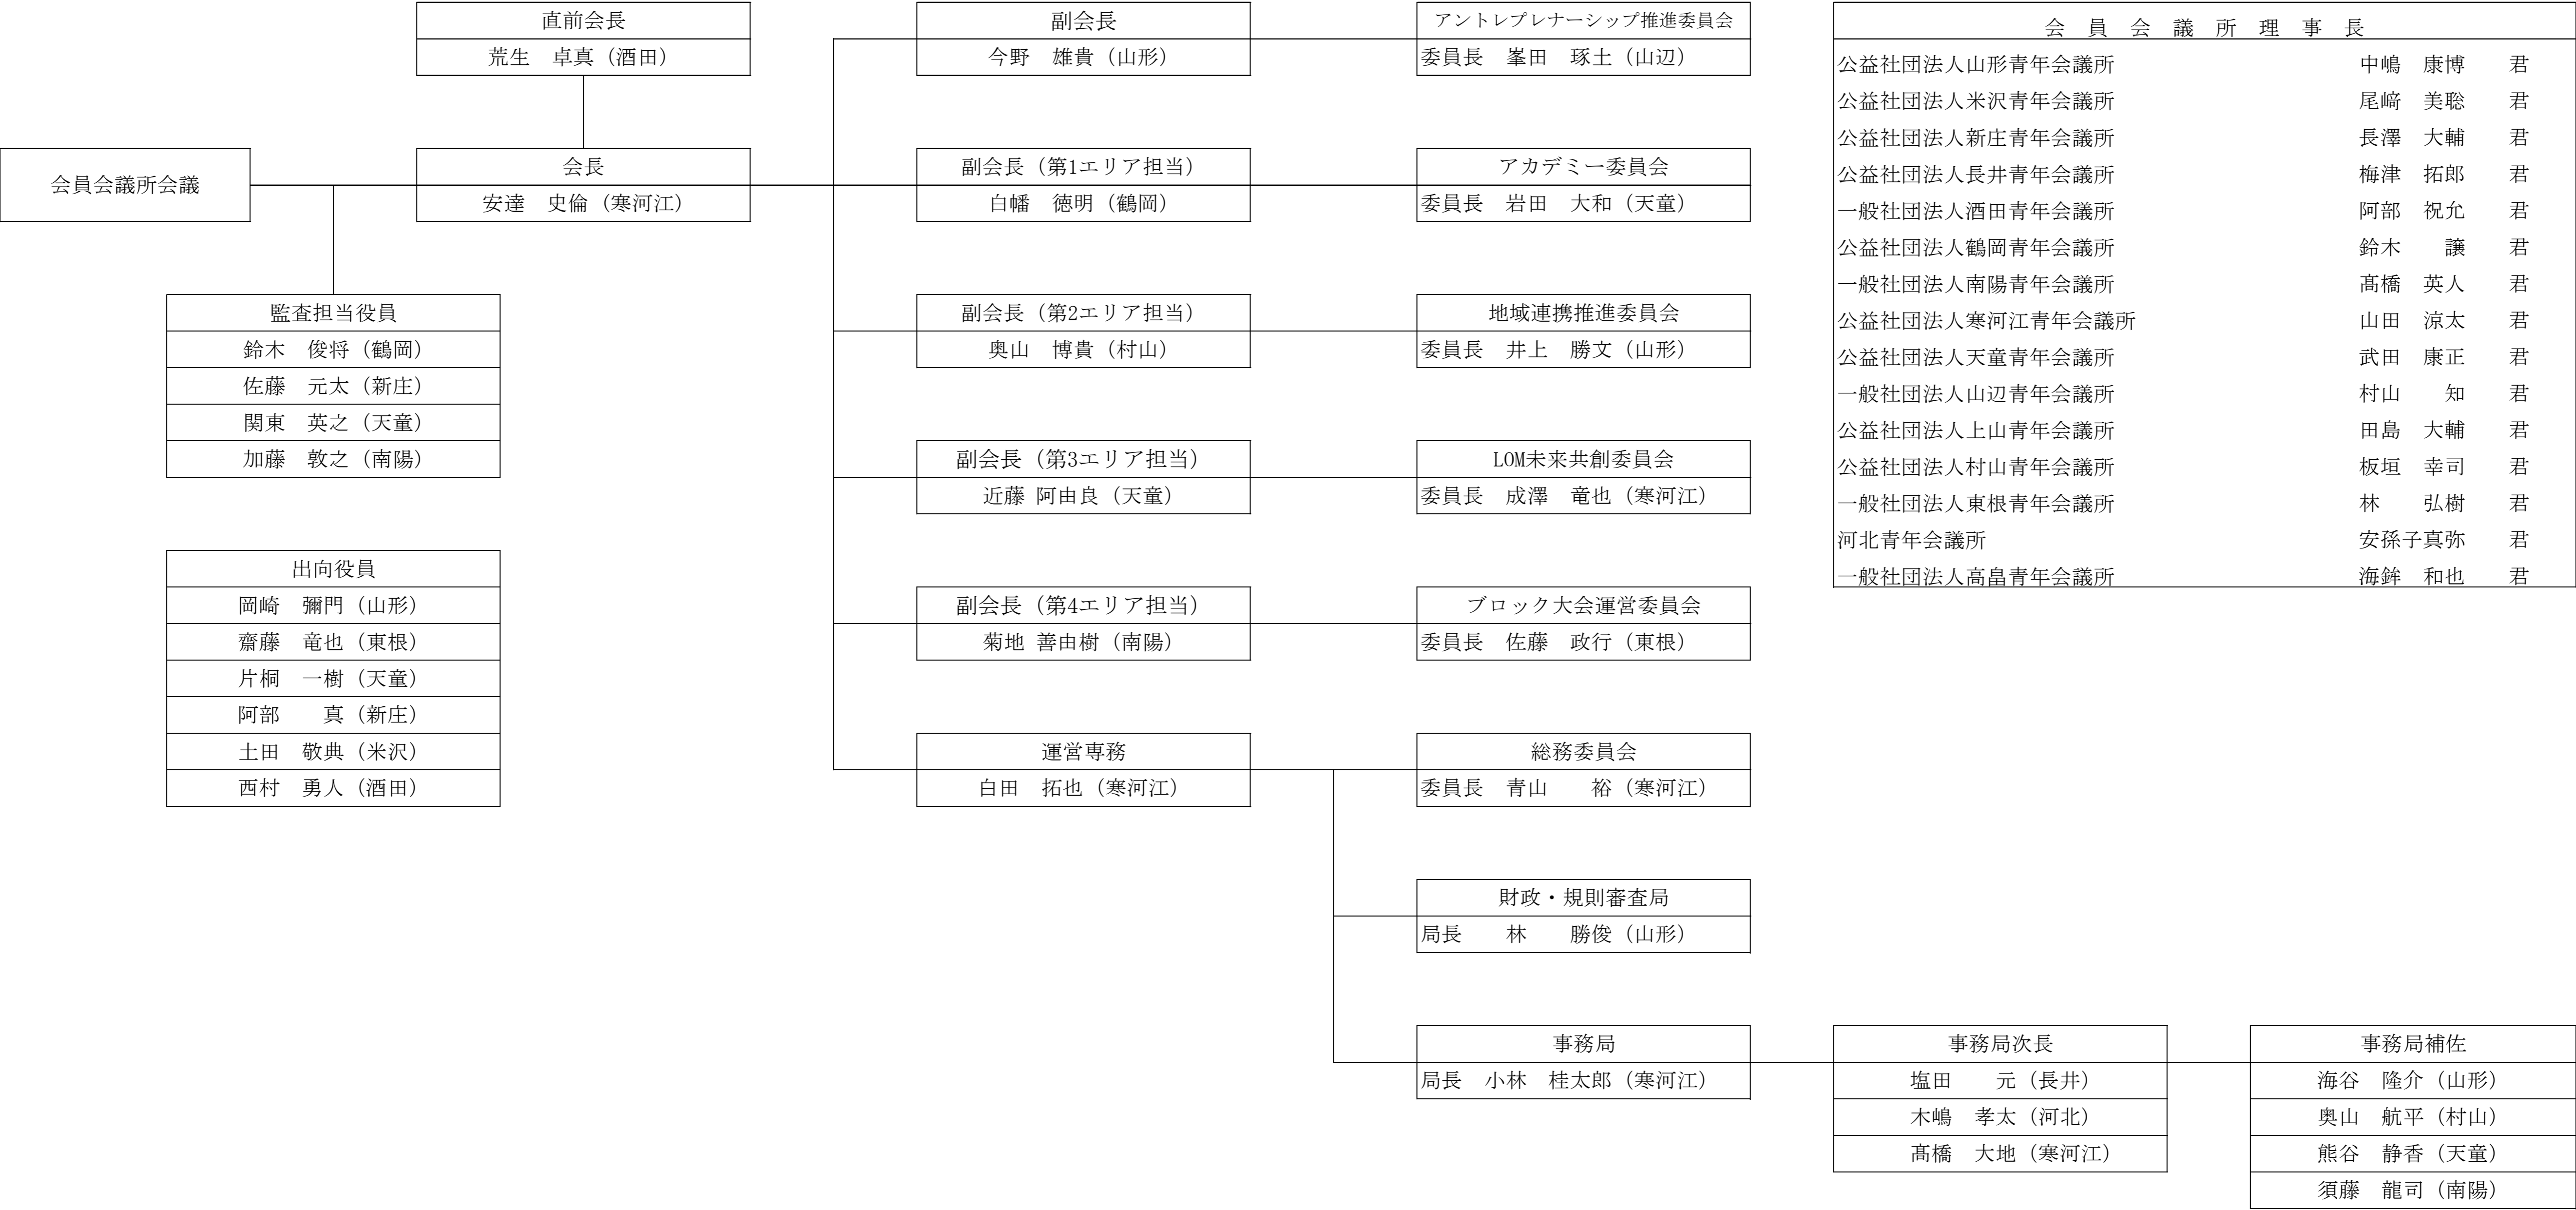 直前会長
荒生　卓真（酒田）
会員会議所会議
会長
安達　史倫（寒河江）
監査担当役員
鈴木　俊将（鶴岡）
佐藤　元太（新庄）
関東　英之（天童）
加藤　敦之（南陽）
出向役員
岡崎　彌門（山形）
齋藤　竜也（東根）
片桐　一樹（天童）
阿部　　真（新庄）
土田　敬典（米沢）
西村　勇人（酒田）
副会長
今野　雄貴（山形）
アントレプレナーシップ推進委員会
委員長　峯田　琢土（山辺）
副会長（第1エリア担当）
白幡　徳明（鶴岡）
アカデミー委員会
委員長　岩田　大和（天童）
副会長（第2エリア担当）
奥山　博貴（村山）
地域連携推進委員会
委員長　井上　勝文（山形）
副会長（第3エリア担当）
近藤 阿由良（天童）
LOM未来共創委員会
委員長　成澤　竜也（寒河江）
副会長（第4エリア担当）
菊地 善由樹（南陽）
ブロック大会運営委員会
委員長　佐藤　政行（東根）
運営専務
白田　拓也（寒河江）
総務委員会
委員長　青山　　裕（寒河江）
財政・規則審査局
局長　　林　　勝俊（山形）
事務局
局長　小林　桂太郎（寒河江）
事務局次長
塩田　　元（長井）
木嶋　孝太（河北）
髙橋　大地（寒河江）
事務局補佐
海谷　隆介（山形）
奥山　航平（村山）
熊谷　静香（天童）
須藤　龍司（南陽）
会　員　会　議　所　理　事　長
公益社団法人山形青年会議所　中嶋　康博　君
公益社団法人米沢青年会議所　尾﨑　美聡　君
公益社団法人新庄青年会議所　長澤　大輔　君
公益社団法人長井青年会議所　梅津　拓郎　君
一般社団法人酒田青年会議所　阿部　祝允　君
公益社団法人鶴岡青年会議所　鈴木　　譲　君
一般社団法人南陽青年会議所　髙橋　英人　君
公益社団法人寒河江青年会議所　山田　涼太　君
公益社団法人天童青年会議所　武田　康正　君
一般社団法人山辺青年会議所　村山　　知　君
公益社団法人上山青年会議所　田島　大輔　君
公益社団法人村山青年会議所　板垣　幸司　君
一般社団法人東根青年会議所　林　　弘樹　君
河北青年会議所　安孫子真弥　君
一般社団法人高畠青年会議所　海鉾　和也　君